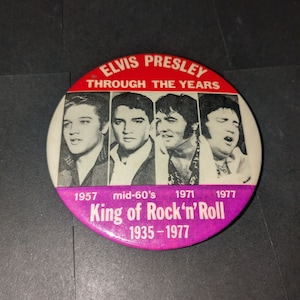 ELVIS PRESLEY
THROUGH THE YEARS
1957 mid-60's 1971 1977
King of Rock'n'Roll
1935-1977